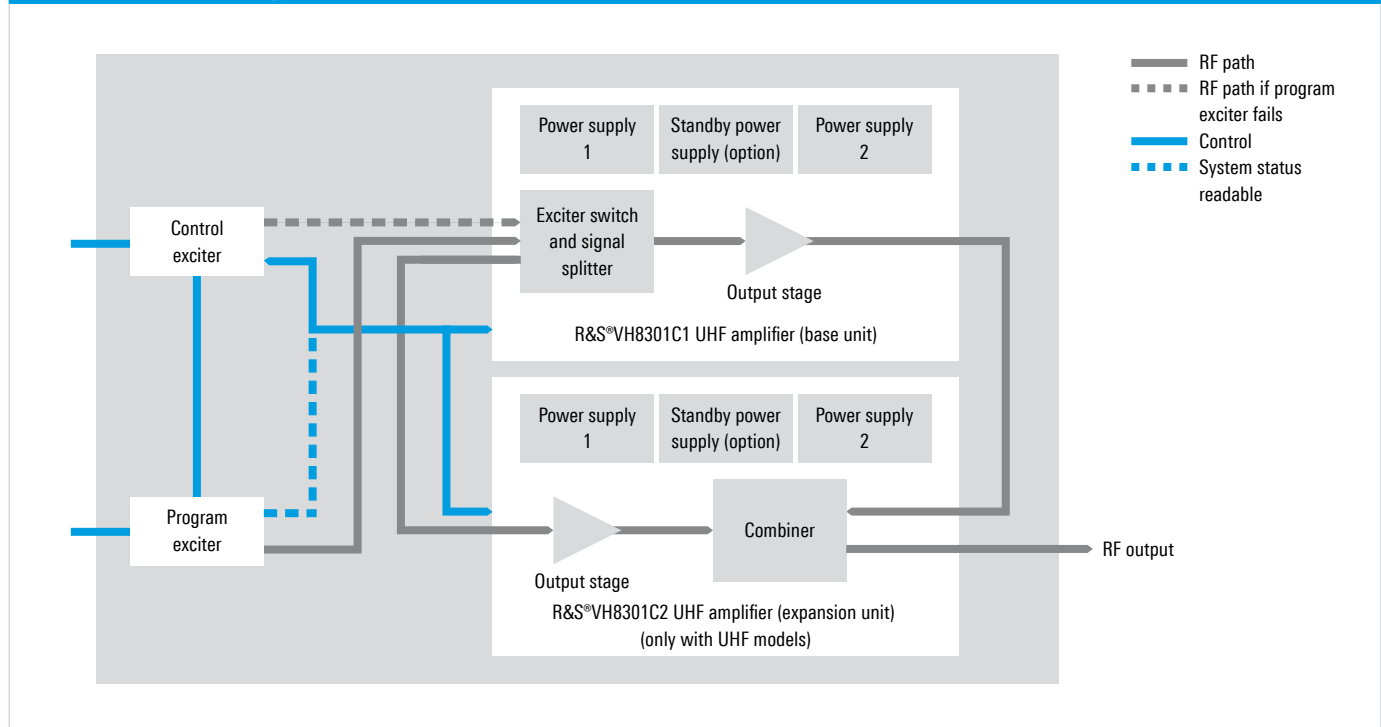 RF path
RF path if program
exciter fails
Control
System status
readable
Power supply
1
Standby power
supply (option)
Power supply
2
Control
exciter
Exciter switch
and signal
splitter
Output stage
R&S®VH8301C1 UHF amplifier (base unit)
Power supply
1
Standby power
supply (option)
Power supply
2
Program
exciter
Combiner
RF output
Output stage
R&S®VH8301C2 UHF amplifier (expansion unit)
(only with UHF models)